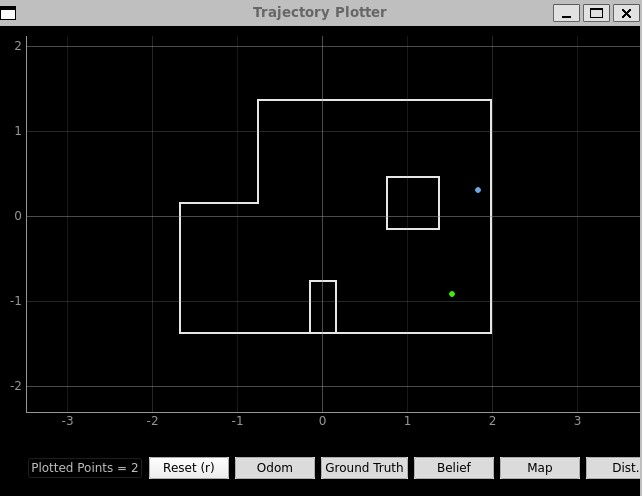 Trajectory Plotter
2
1
0
-1
-2
-3 -2 -1 0 1 2 3
Plotted Points = 2 Reset (r) Odom Ground Truth Belief Map Dist.